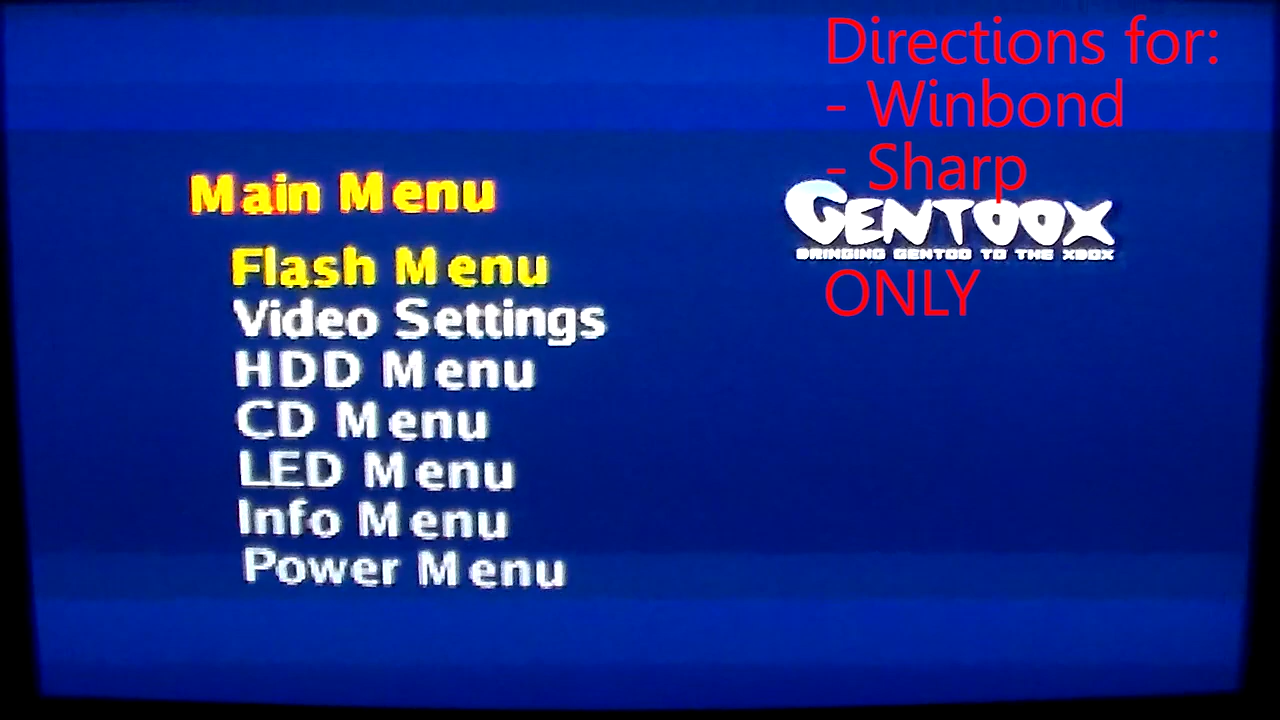 Directions for:
- Winbond
- Sharp
Main Menu
GENTOOX
BRINGING GENTOO TO THE XBOX
ONLY
Flash Menu
Video Settings
HDD Menu
CD Menu
LED Menu
Info Menu
Power Menu